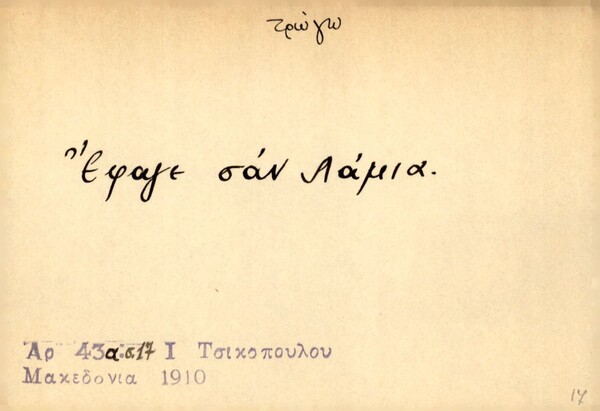 τρώγω
Ἔφαγε σάν Λάμια.
Ἀρ 43α σ.17 Ι Τσικοπουλου
Μακεδονια 1910
17